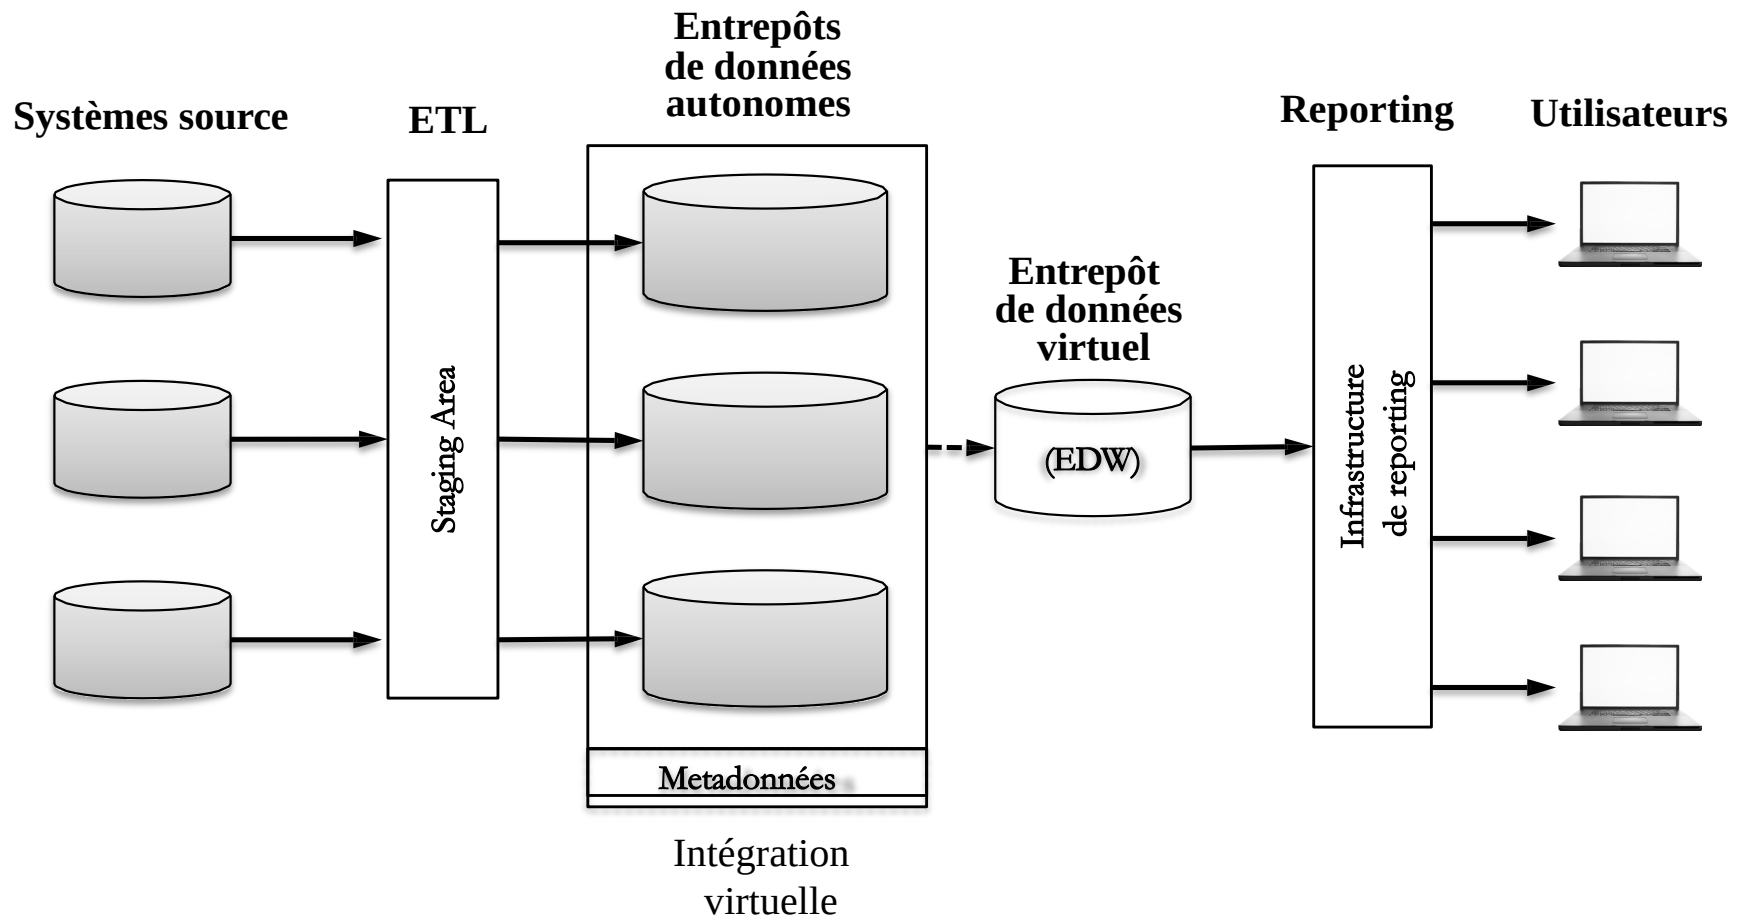 Systèmes source
ETL
Entrepôts
de données
autonomes
Reporting
Utilisateurs
Staging Area
Entrepôt
de données
virtuel
(EDW)
Infrastructure
de reporting
Metadonnées
Intégration
virtuelle